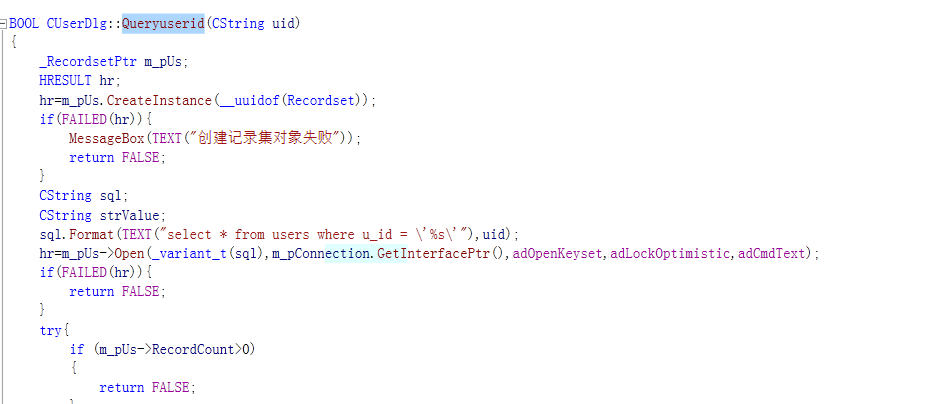 BOOL CUserDlg::Queryuserid(CString uid)
{
    _RecordsetPtr m_pUs;
    HRESULT hr;
    hr=m_pUs.CreateInstance(__uuidof(Recordset));
    if(FAILED(hr)){
        MessageBox(TEXT("创建记录集对象失败"));
        return FALSE;
    }
    CString sql;
    CString strValue;
    sql.Format(TEXT("select * from users where u_id = \'%s\'"),uid);
    hr=m_pUs->Open(_variant_t(sql),m_pConnection.GetInterfacePtr(),adOpenKeyset,adLockOptimistic,adCmdText);
    if(FAILED(hr)){
        return FALSE;
    }
    try{
        if (m_pUs->RecordCount>0)
        {
            return FALSE;
        }